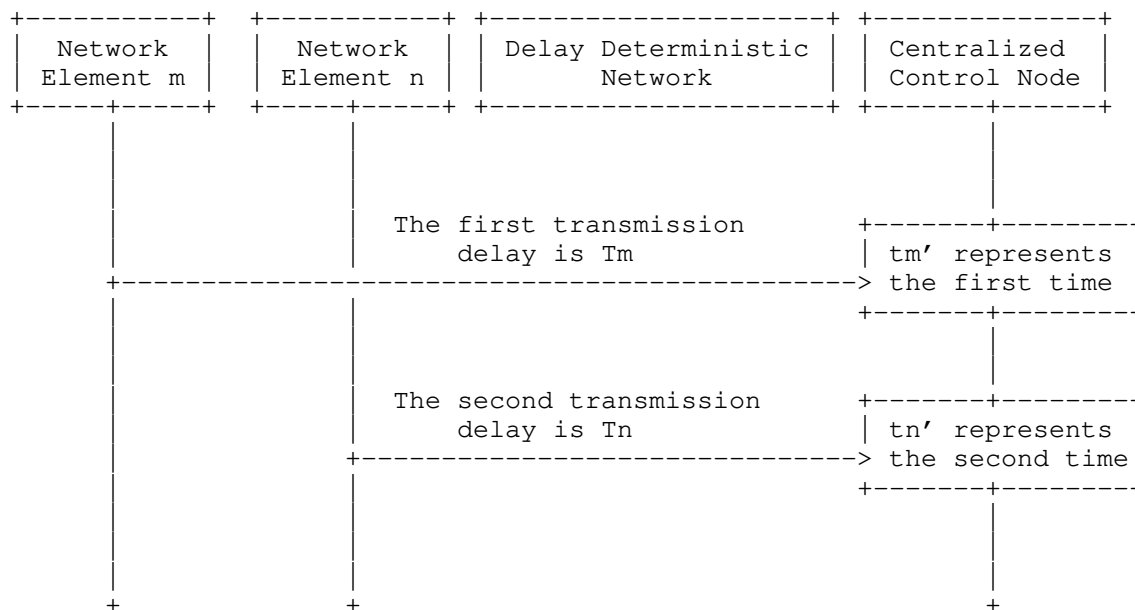 Network Element m
Network Element n
Delay Deterministic Network
Centralized Control Node
The first transmission
delay is Tm
tm' represents
the first time
The second transmission
delay is Tn
tn' represents
the second time